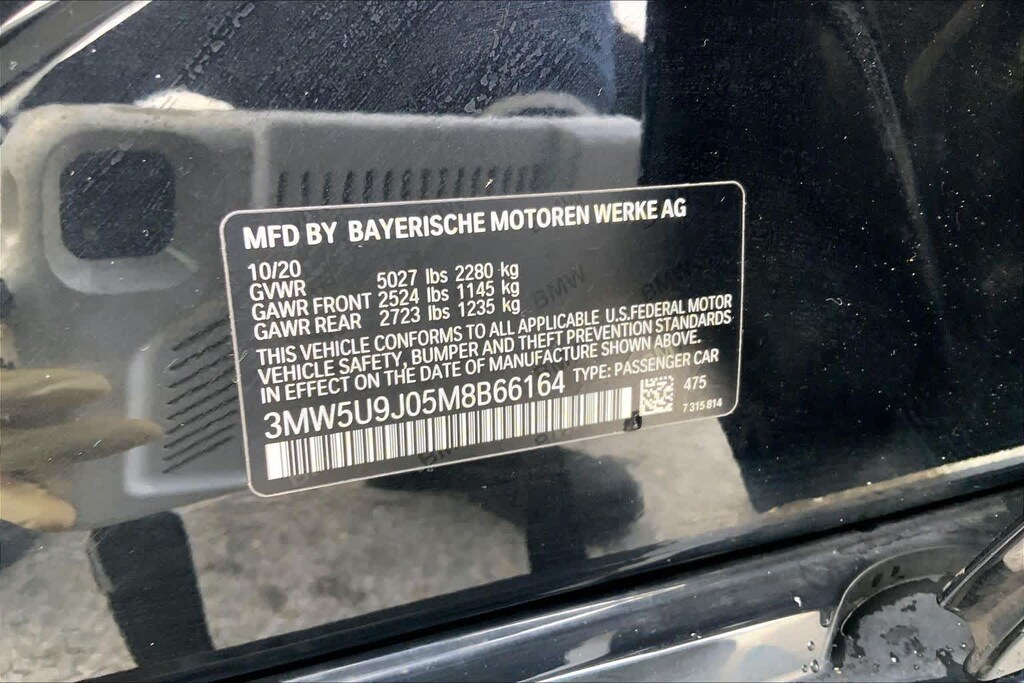 MFD BY BAYERISCHE MOTOREN WERKE AG
10/20
GVWR 5027 lbs 2280 kg
GAWR FRONT 2524 lbs 1145 kg
GAWR REAR 2723 lbs 1235 kg
THIS VEHICLE CONFORMS TO ALL APPLICABLE U.S.FEDERAL MOTOR
VEHICLE SAFETY, BUMPER AND THEFT PREVENTION STANDARDS
IN EFFECT ON THE DATE OF MANUFACTURE SHOWN ABOVE.
3MW5U9J05M8B66164 TYPE: PASSENGER CAR
475
7 315 814
BMW
BMW